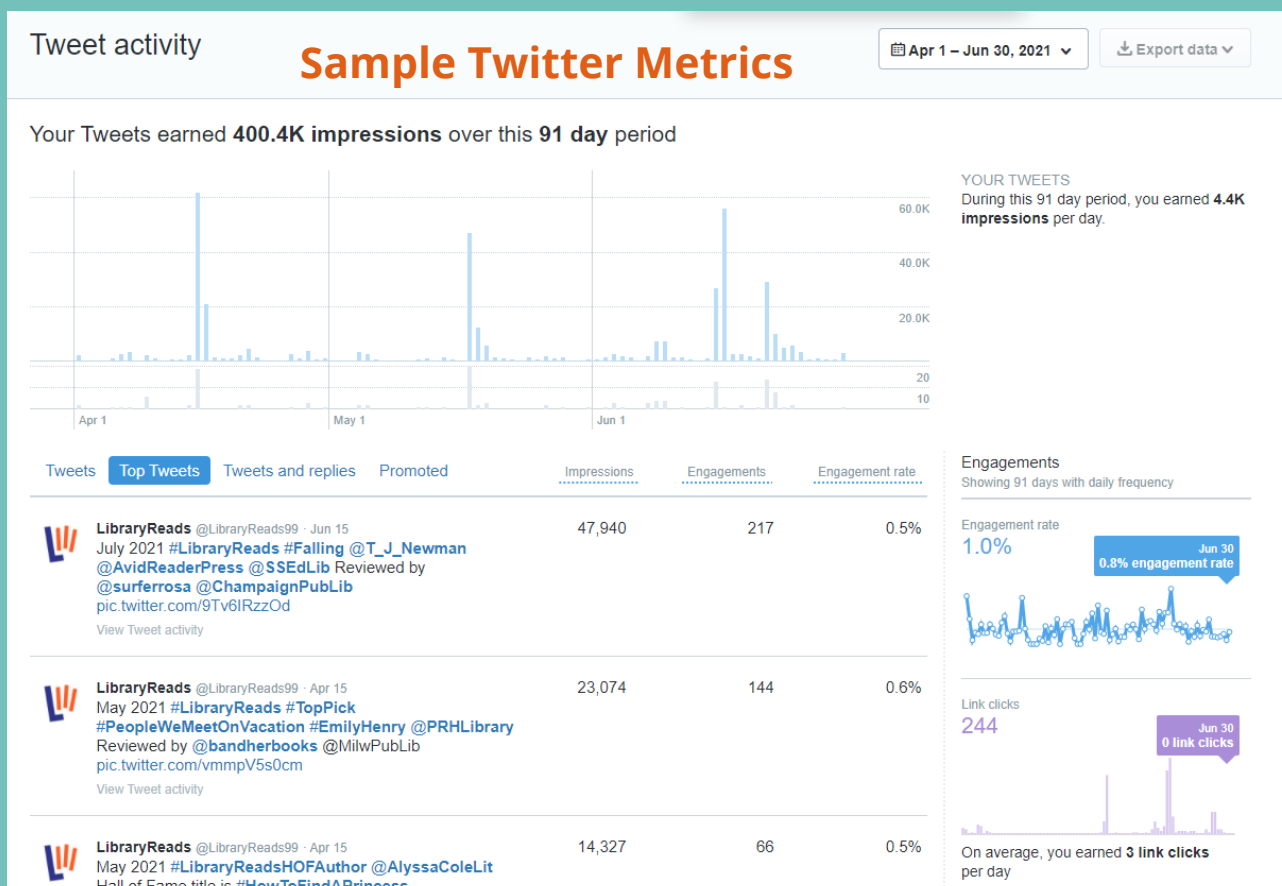 Tweet activity
Sample Twitter Metrics
Apr 1 – Jun 30, 2021
Export data
Your Tweets earned 400.4K impressions over this 91 day period
60.0K
40.0K
20.0K
20
10
Apr 1
May 1
Jun 1
YOUR TWEETS
During this 91 day period, you earned 4.4K
impressions per day.
Tweets
Top Tweets
Tweets and replies
Promoted
Impressions
Engagements
Engagement rate
LibraryReads @LibraryReads99 · Jun 15
47,940
217
0.5%
July 2021 #LibraryReads #Falling @T_J_Newman
@AvidReaderPress @SSEdLib Reviewed by
@surferrosa @ChampaignPubLib
pic.twitter.com/9Tv6IRzzOd
View Tweet activity
LibraryReads @LibraryReads99 · Apr 15
23,074
144
0.6%
May 2021 #LibraryReads #TopPick
#PeopleWeMeetOnVacation #EmilyHenry @PRHLibrary
Reviewed by @bandherbooks @MilwPubLib
pic.twitter.com/vmmpV5s0cm
View Tweet activity
LibraryReads @LibraryReads99 · Apr 15
14,327
66
0.5%
May 2021 #LibraryReadsHOFAuthor @AlyssaColeLit
Hall of Fame title is #HowToFindAPrincess
Engagements
Showing 91 days with daily frequency
Engagement rate
1.0%
Jun 30
0.8% engagement rate
Link clicks
244
Jun 30
0 link clicks
On average, you earned 3 link clicks
per day